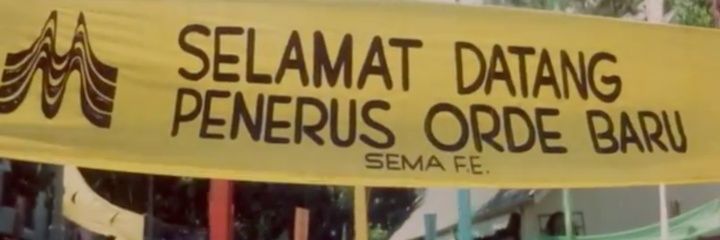 SELAMAT DATANG
PENERUS ORDE BARU
SEMA F.E.